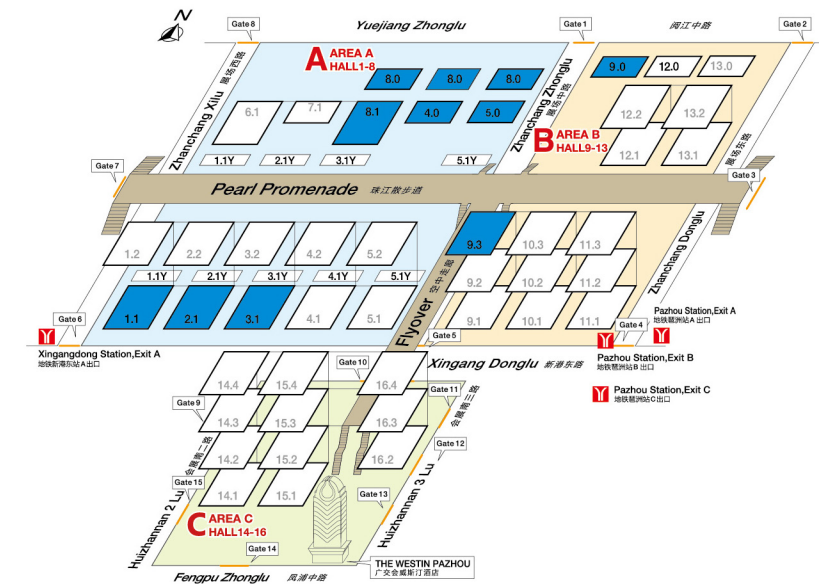 N
Gate 8
Yuejiang Zhonglu
Gate 1
阅江中路
Gate 2
A AREA A
HALL1-8
8.0
8.0
8.0
9.0
12.0
13.0
Zhanchang Xilu 展场西路
Zhanchang Zhonglu
展场中路
6.1
7.1
8.1
4.0
5.0
12.2
13.2
B AREA B
HALL9-13
12.1
13.1
展场东路
1.1Y
2.1Y
3.1Y
5.1Y
Gate 7
Gate 3
Pearl Promenade 珠江散步道
Zhanchang Donglu
1.2
2.2
3.2
4.2
5.2
9.3
10.3
11.3
1.1Y
2.1Y
3.1Y
4.1Y
5.1Y
9.2
10.2
11.2
Flyover 空中走廊
1.1
2.1
3.1
4.1
5.1
9.1
10.1
11.1
Gate 6
Gate 5
Gate 4
Pazhou Station,Exit A
地铁琶洲站A出口
Xingangdong Station,Exit A
地铁新港东站A出口
Xingang Donglu 新港东路
Pazhou Station,Exit B
地铁琶洲站B出口
Pazhou Station,Exit C
地铁琶洲站C出口
Gate 10
14.4
15.4
16.4
Gate 11
Gate 9
会展南三路
14.3
15.3
16.3
Gate 12
会展南二路
14.2
15.2
16.2
Gate 15
Gate 13
14.1
15.1
Huizhannan 2 Lu
Huizhannan 3 Lu
C AREA C
HALL14-16
Gate 14
THE WESTIN PAZHOU
广交会威斯汀酒店
Fengpu Zhonglu 凤浦中路